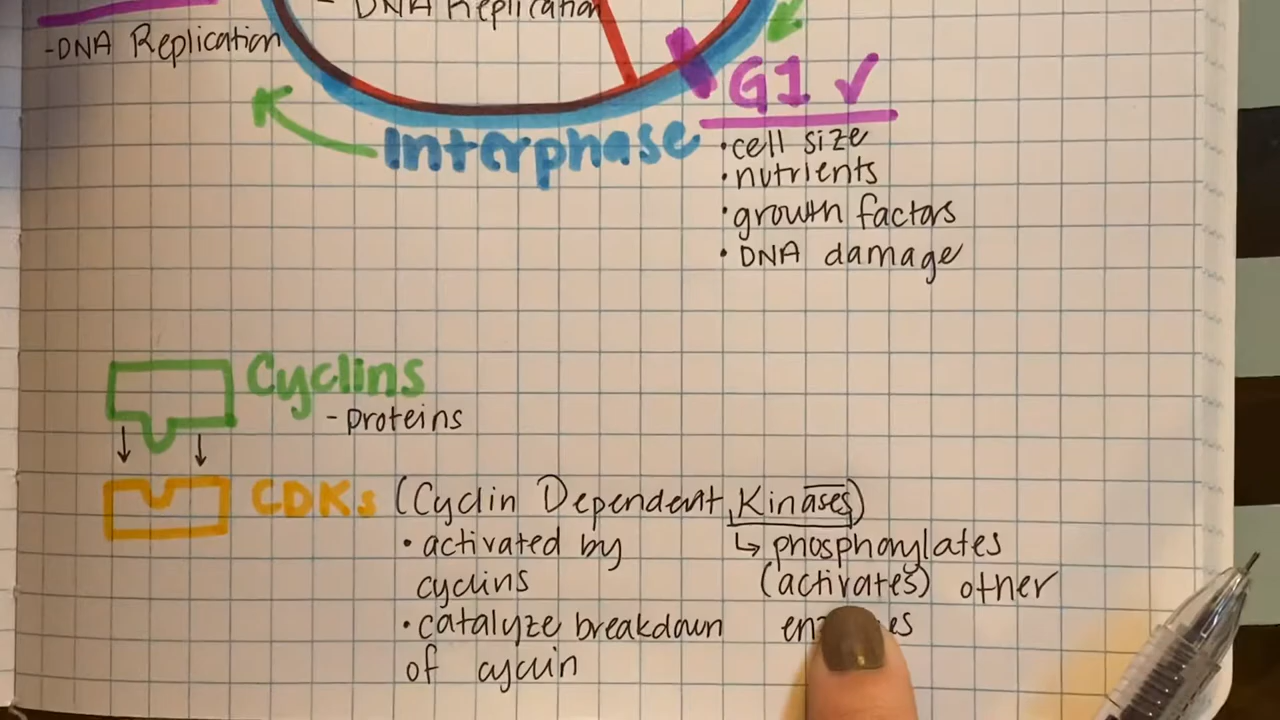 - DNA Replication
-DNA Replication
G1 ✓
Interphase
•cell size
•nutrients
•growth factors
•DNA damage
Cyclins
-proteins
CDKs (Cyclin Dependent Kinases)
•activated by
cyclins
•catalyze breakdown
of cyclin
↳ phosphorylates
(activates) other